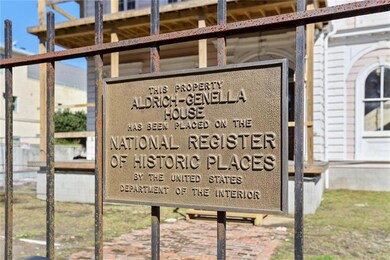 THIS PROPERTY
ALDRICH-GENELLA
HOUSE
HAS BEEN PLACED ON THE
NATIONAL REGISTER
OF HISTORIC PLACES
BY THE UNITED STATES
DEPARTMENT OF THE INTERIOR